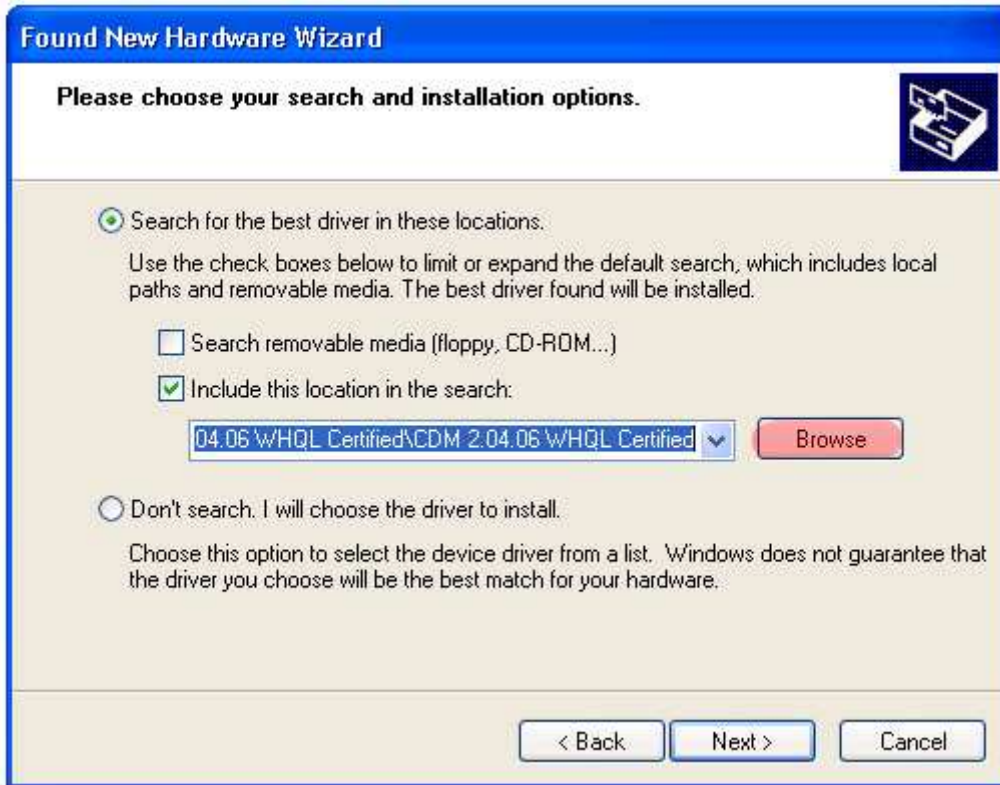 Found New Hardware Wizard
Please choose your search and installation options.
Search for the best driver in these locations.
Use the check boxes below to limit or expand the default search, which includes local
paths and removable media. The best driver found will be installed.
Search removable media (floppy, CD-ROM...)
Include this location in the search:
04.06 WHQL Certified\CDM 2.04.06 WHQL Certified
Browse
Don't search. I will choose the driver to install.
Choose this option to select the device driver from a list. Windows does not guarantee that
the driver you choose will be the best match for your hardware.
< Back
Next >
Cancel